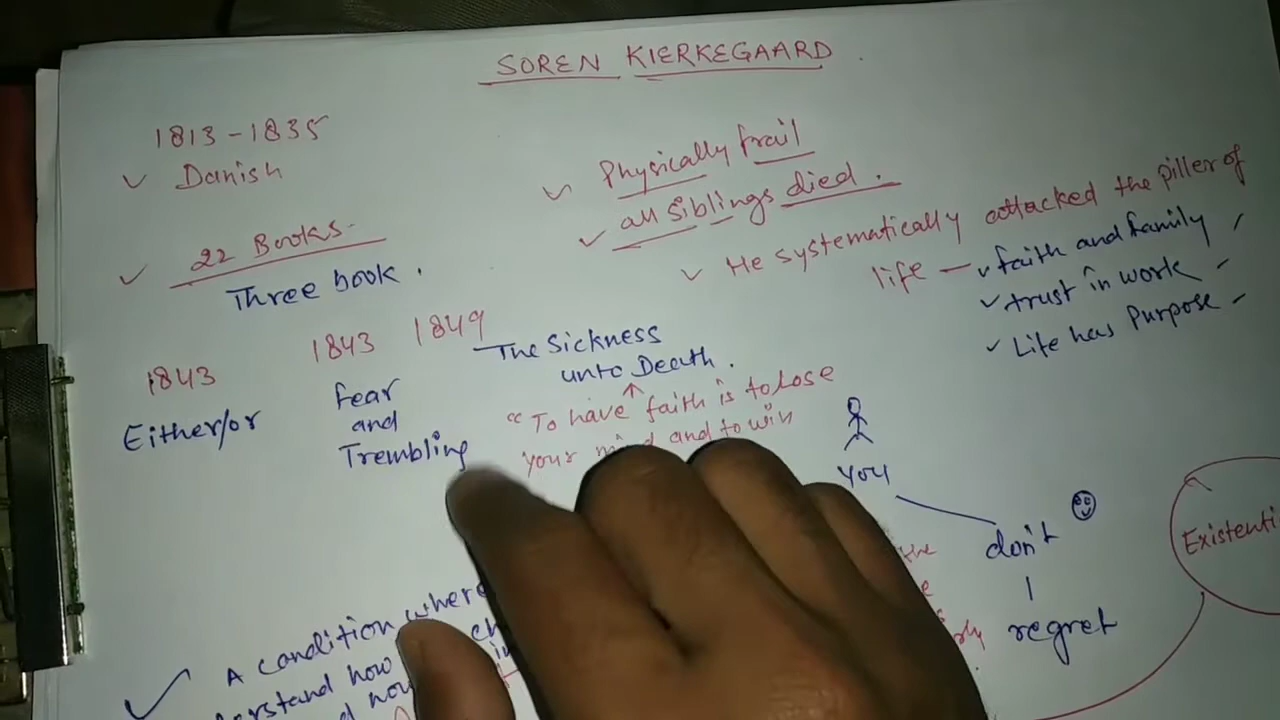 SOREN KIERKEGAARD
1813-1835
Danish
22 Books
Three book.
1843
Either/or
1843
Fear
and
Trembling
1849
The Sickness
unto Death.
"To have faith is to Lose
your mind and to win
Physically frail
all Siblings died.
He systematically attacked the piller of
life - faith and family
trust in work
Life has Purpose
you
don't
regret
A condition where
how